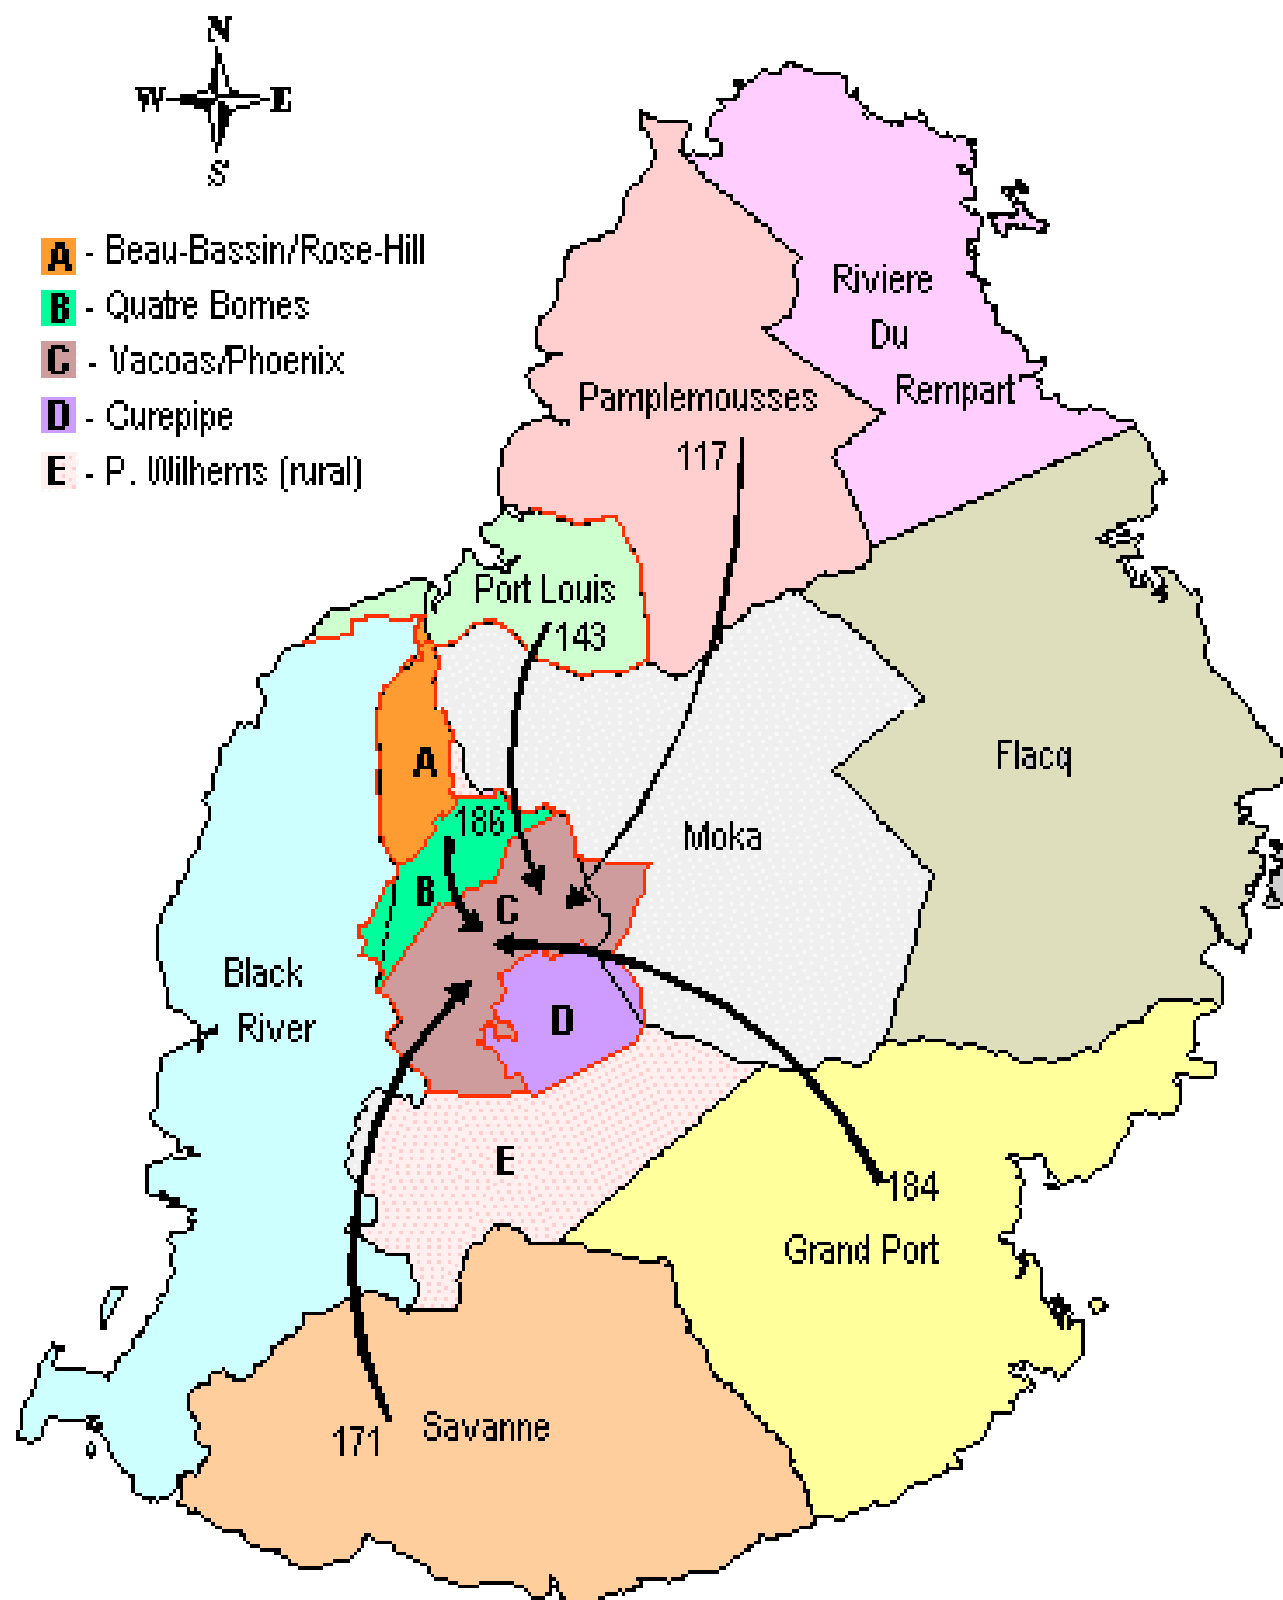 N
W E
S
A - Beau-Bassin/Rose-Hill
B - Quatre Bornes
C - Vacoas/Phoenix
D - Curepipe
E - P. Wilhems (rural)
Riviere
Du
Rempart
Pamplemousses
117
Port Louis
143
Flacq
A
186
Moka
B
C
Black
River
D
E
184
Grand Port
171 Savanne